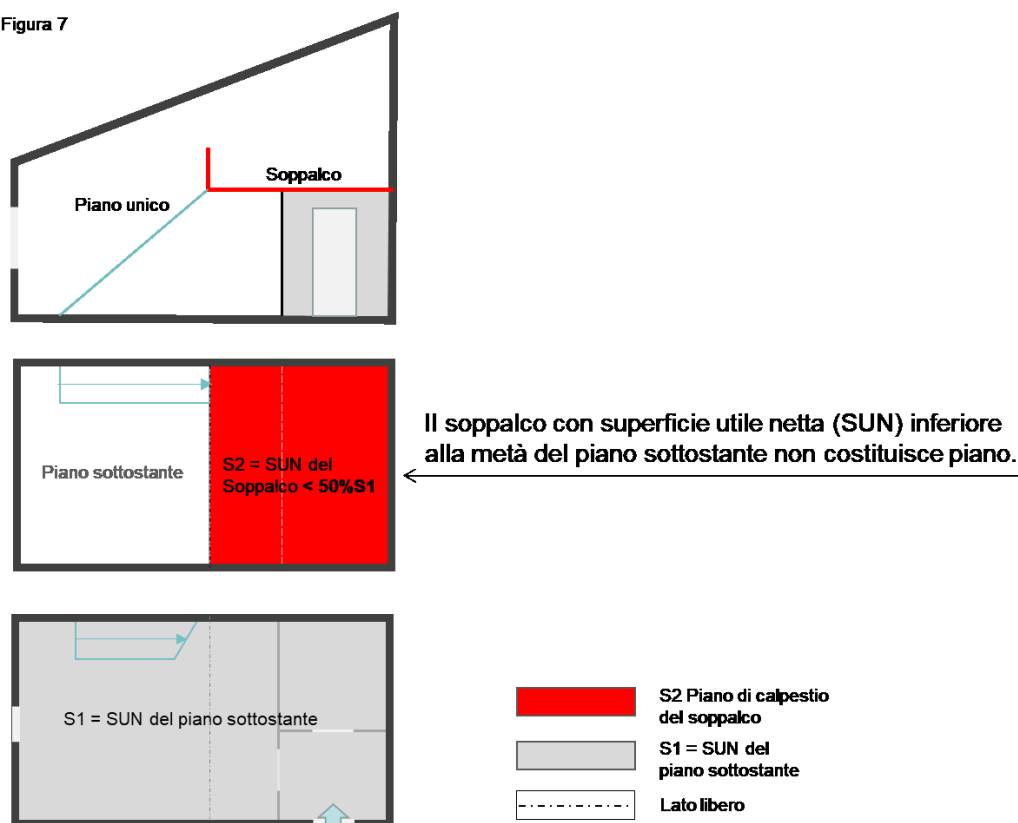 Figura 7
Soppalco
Piano unico
Il soppalco con superficie utile netta (SUN) inferiore
alla metà del piano sottostante non costituisce piano.
Piano sottostante
S2 = SUN del
Soppalco < 50%S1
S1 = SUN del piano sottostante
S2 Piano di calpestio
del soppalco
S1 = SUN del
piano sottostante
Lato libero